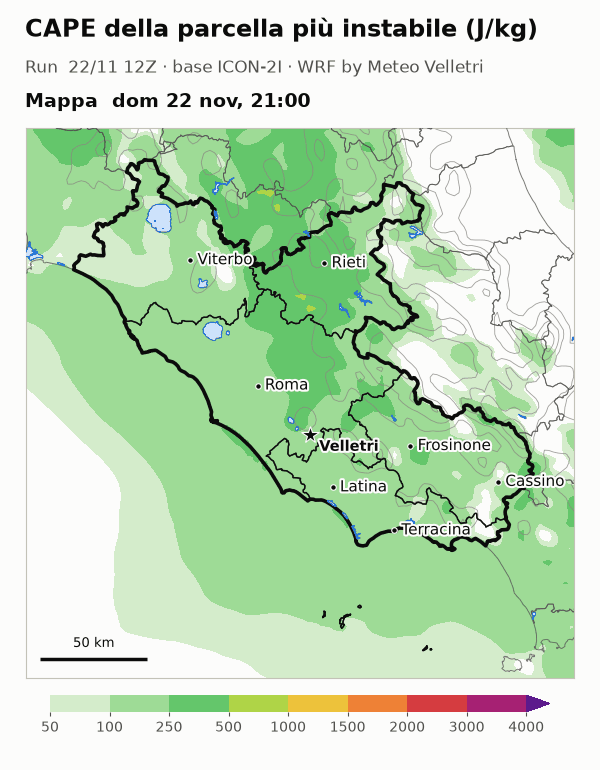 CAPE della parcella più instabile (J/kg)
Run  22/11 12Z · base ICON-2I · WRF by Meteo Velletri
Mappa  dom 22 nov, 21:00
Viterbo
Rieti
Roma
Velletri
Frosinone
Cassino
Latina
Terracina
50 km
50 100 250 500 1000 1500 2000 3000 4000